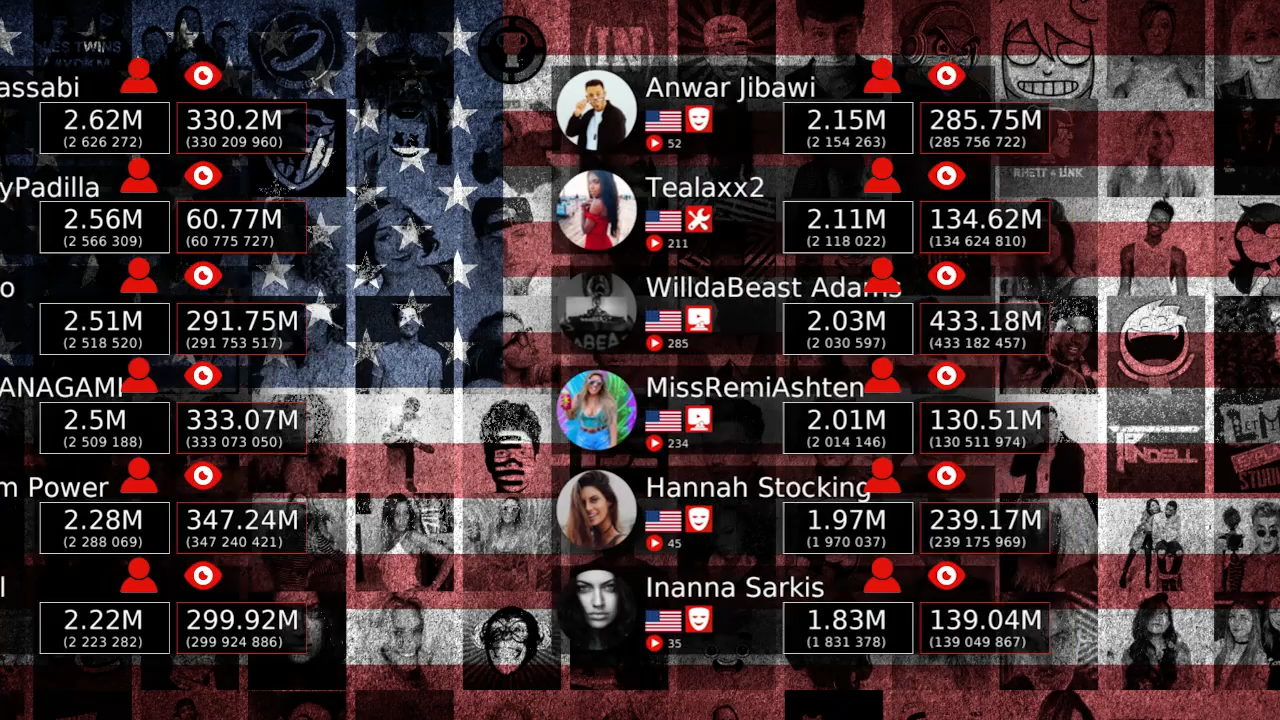 LES TWINS
(IN)
assabi
2.62M
(2 626 272)
330.2M
(330 209 960)
yPadilla
2.56M
(2 566 309)
60.77M
(60 775 727)
o
2.51M
(2 518 520)
291.75M
(291 753 517)
ANAGAMI
2.5M
(2 509 188)
333.07M
(333 073 050)
m Power
2.28M
(2 288 069)
347.24M
(347 240 421)
l
2.22M
(2 223 282)
299.92M
(299 924 886)
Anwar Jibawi
52
2.15M
(2 154 263)
285.75M
(285 756 722)
Tealaxx2
211
2.11M
(2 118 022)
134.62M
(134 624 810)
WilldaBeast Adams
285
2.03M
(2 030 597)
433.18M
(433 182 457)
MissRemiAshten
234
2.01M
(2 014 146)
130.51M
(130 511 974)
Hannah Stocking
45
1.97M
(1 970 037)
239.17M
(239 175 969)
Inanna Sarkis
35
1.83M
(1 831 378)
139.04M
(139 049 867)
RHETT & LINK